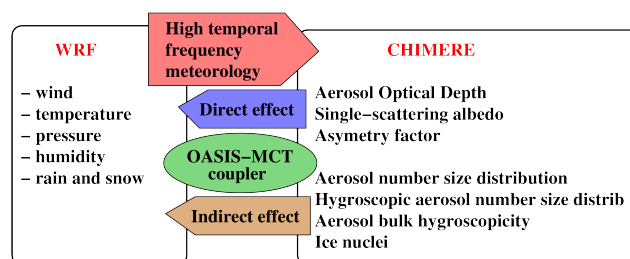 WRF
– wind
– temperature
– pressure
– humidity
– rain and snow
High temporal
frequency
meteorology
Direct effect
OASIS–MCT
coupler
Indirect effect
CHIMERE
Aerosol Optical Depth
Single–scattering albedo
Asymetry factor
Aerosol number size distribution
Hygroscopic aerosol number size distrib
Aerosol bulk hygroscopicity
Ice nuclei